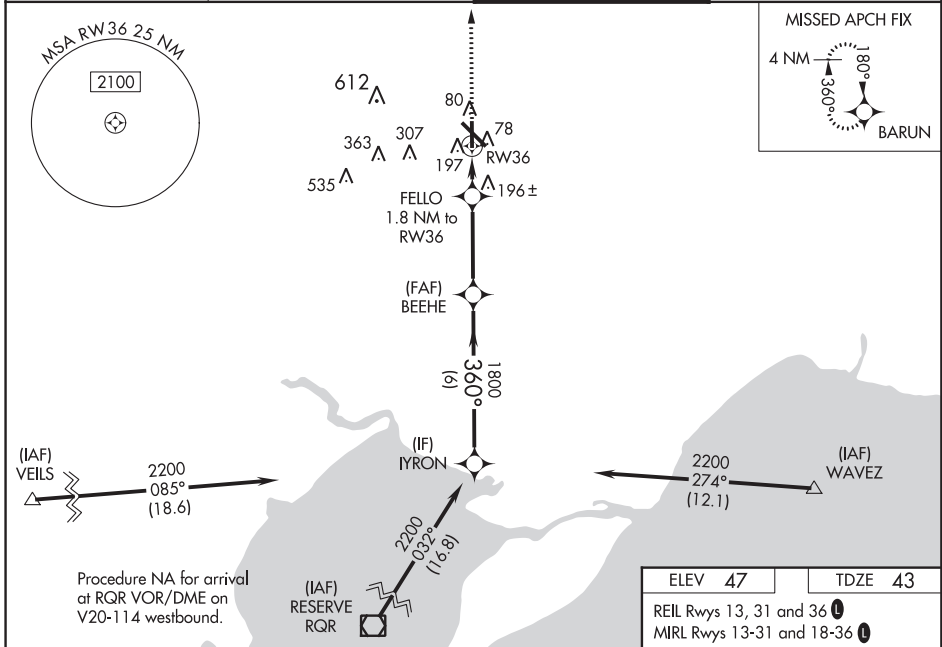 MSA RW36 25 NM
2100
MISSED APCH FIX
4 NM
180°
360°
BARUN
612
80
78
363
307
197
RW36
535
196±
FELLO
1.8 NM to
RW36
(FAF)
BEEHE
1800
360°
(6)
(IF)
IYRON
(IAF)
VEILS
2200
085°
(18.6)
2200
274°
(12.1)
(IAF)
WAVEZ
2200
032°
(16.8)
Procedure NA for arrival
at RQR VOR/DME on
V20-114 westbound.
(IAF)
RESERVE
RQR
ELEV 47
TDZE 43
REIL Rwys 13, 31 and 36 L
MIRL Rwys 13-31 and 18-36 L